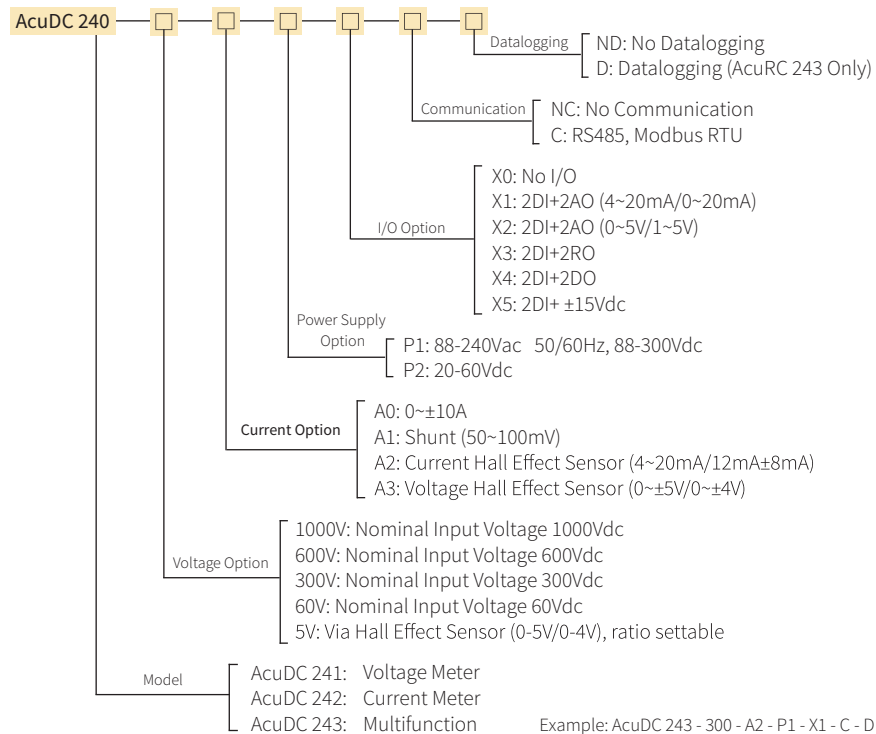 AcuDC 240
Datalogging
ND: No Datalogging
D: Datalogging (AcuRC 243 Only)
Communication
NC: No Communication
C: RS485, Modbus RTU
I/O Option
X0: No I/O
X1: 2DI+2AO (4~20mA/0~20mA)
X2: 2DI+2AO (0~5V/1~5V)
X3: 2DI+2RO
X4: 2DI+2DO
X5: 2DI+ ±15Vdc
Power Supply
Option
P1: 88-240Vac 50/60Hz, 88-300Vdc
P2: 20-60Vdc
Current Option
A0: 0~±10A
A1: Shunt (50~100mV)
A2: Current Hall Effect Sensor (4~20mA/12mA±8mA)
A3: Voltage Hall Effect Sensor (0~±5V/0~±4V)
Voltage Option
1000V: Nominal Input Voltage 1000Vdc
600V: Nominal Input Voltage 600Vdc
300V: Nominal Input Voltage 300Vdc
60V: Nominal Input Voltage 60Vdc
5V: Via Hall Effect Sensor (0-5V/0-4V), ratio settable
Model
AcuDC 241: Voltage Meter
AcuDC 242: Current Meter
AcuDC 243: Multifunction
Example: AcuDC 243 - 300 - A2 - P1 - X1 - C - D